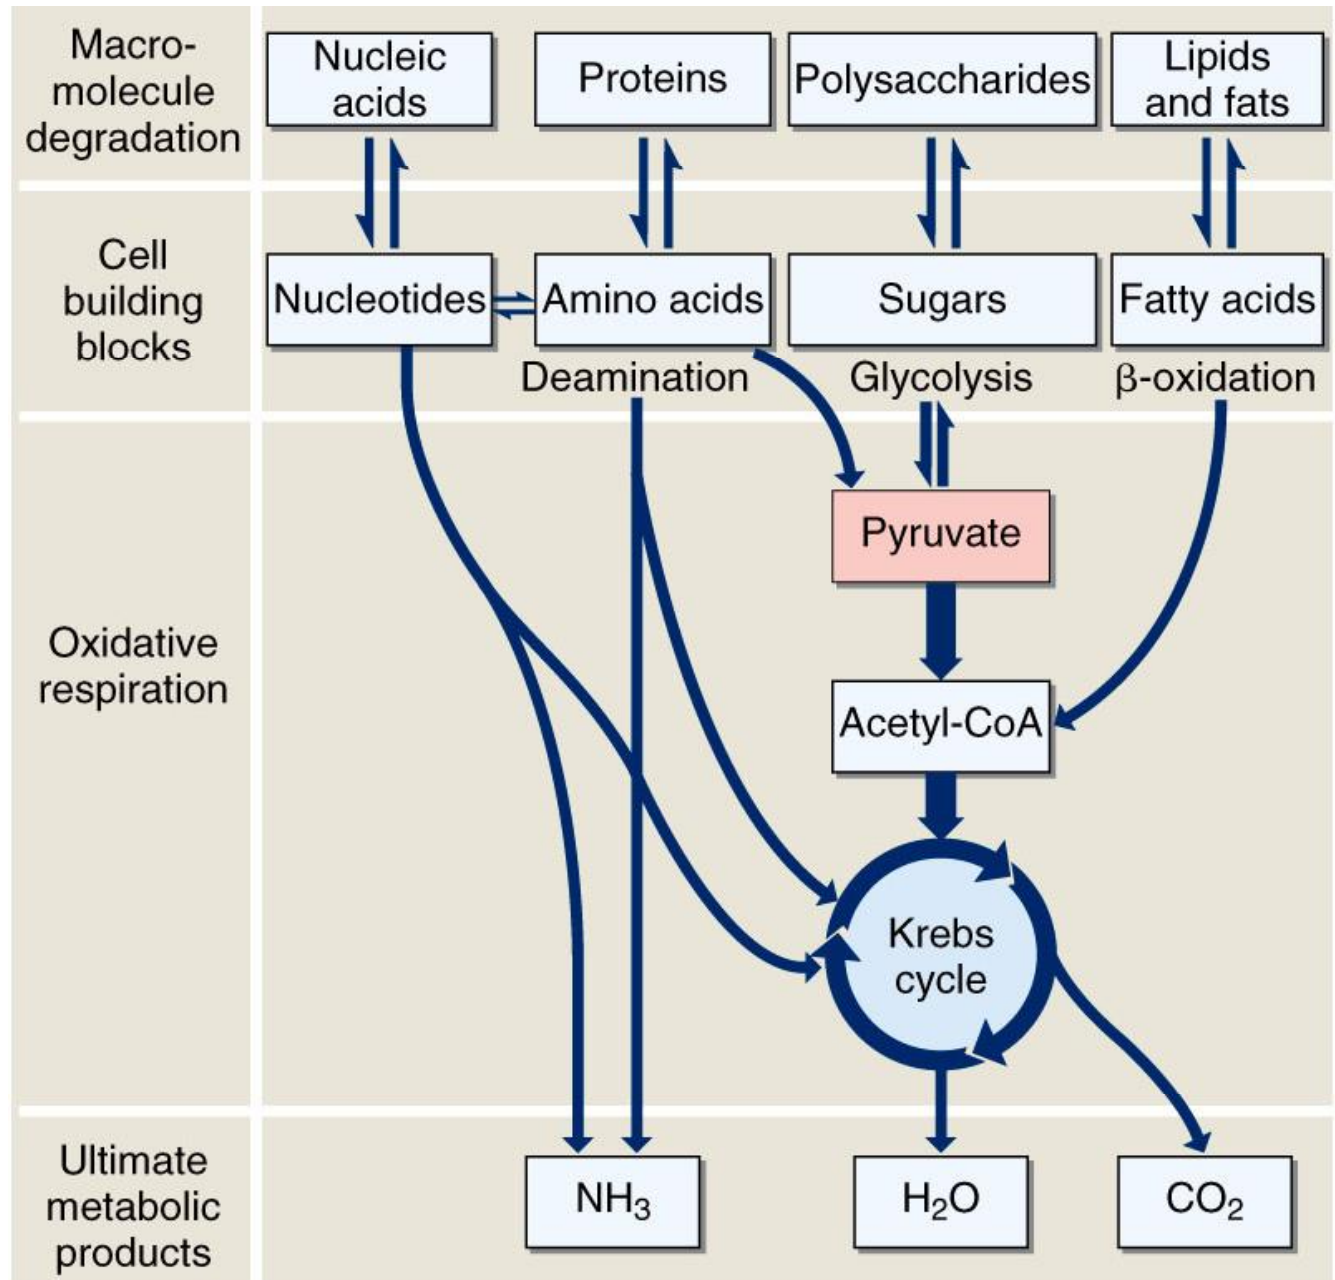 Macro-
molecule
degradation
Nucleic
acids
Proteins
Polysaccharides
Lipids
and fats
Cell
building
blocks
Nucleotides
Amino acids
Sugars
Fatty acids
Deamination
Glycolysis
β-oxidation
Oxidative
respiration
Pyruvate
Acetyl-CoA
Krebs
cycle
Ultimate
metabolic
products
NH₃
H₂O
CO₂